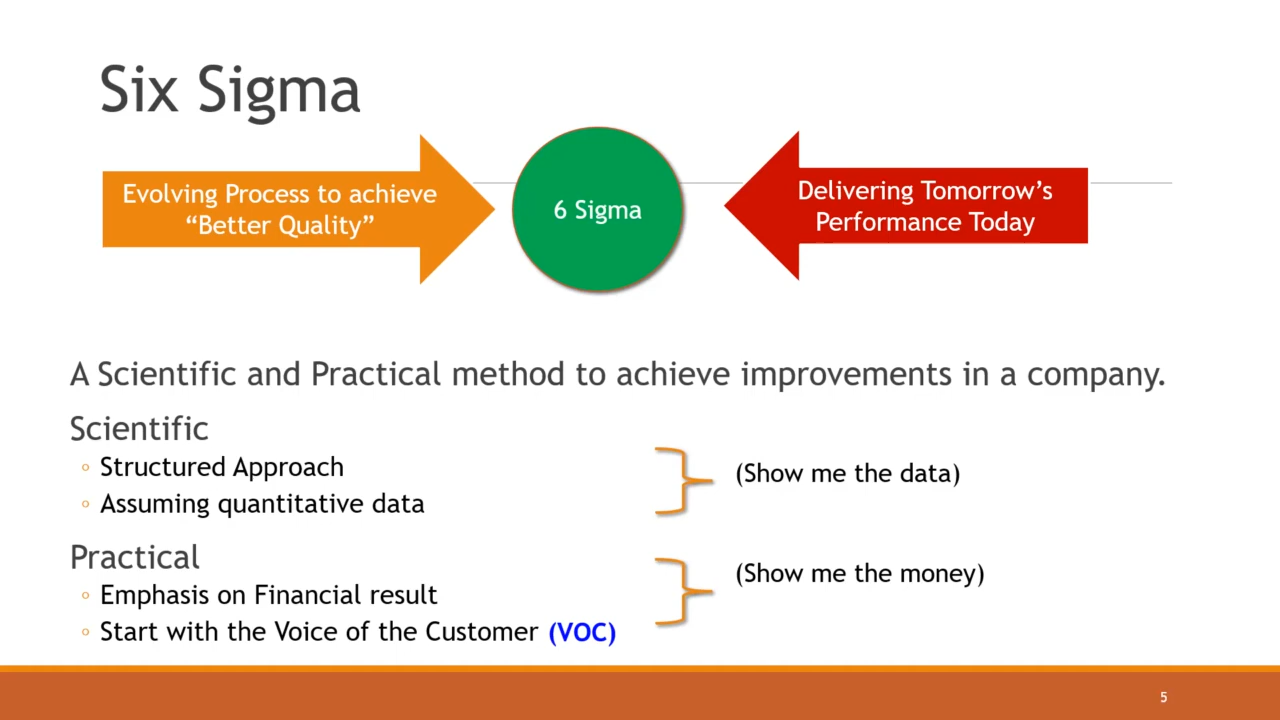 Six Sigma
Evolving Process to achieve
“Better Quality”
6 Sigma
Delivering Tomorrow’s
Performance Today
A Scientific and Practical method to achieve improvements in a company.
Scientific
◦ Structured Approach
◦ Assuming quantitative data
(Show me the data)
Practical
◦ Emphasis on Financial result
◦ Start with the Voice of the Customer (VOC)
(Show me the money)
5